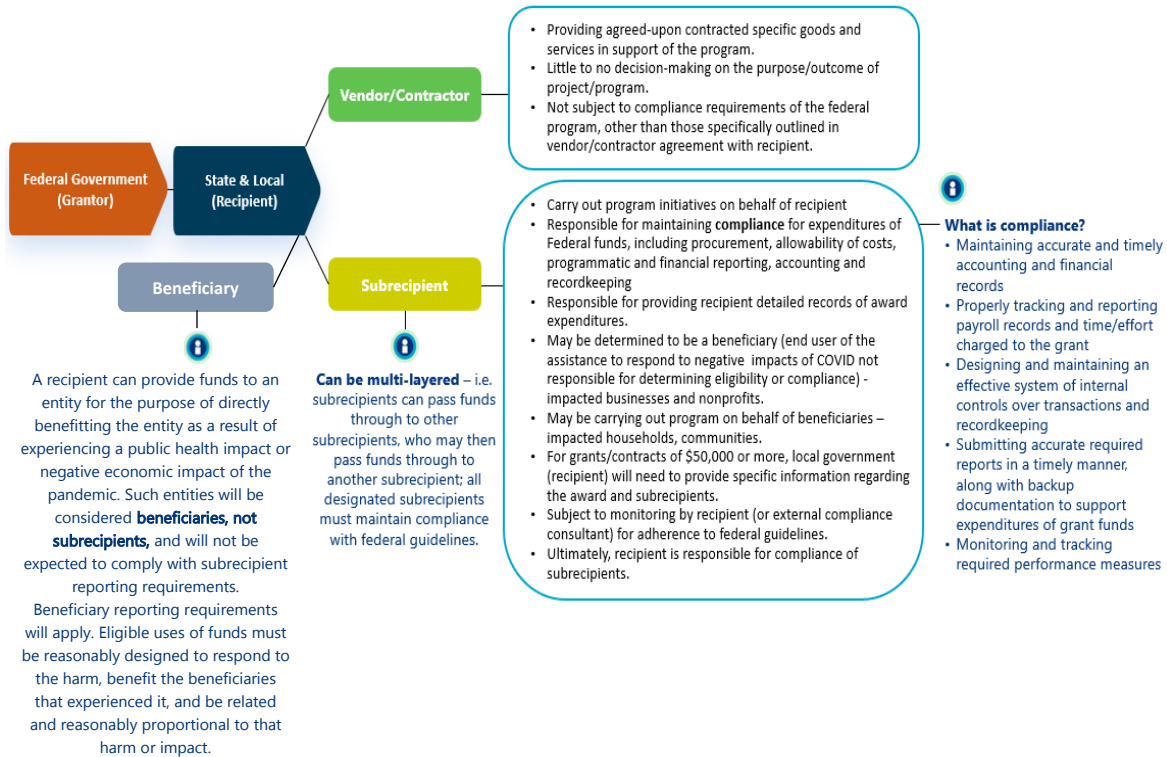 Federal Government
(Grantor)
State & Local
(Recipient)
Vendor/Contractor
• Providing agreed-upon contracted specific goods and
services in support of the program.
• Little to no decision-making on the purpose/outcome of
project/program.
• Not subject to compliance requirements of the federal
program, other than those specifically outlined in
vendor/contractor agreement with recipient.
Beneficiary
A recipient can provide funds to an
entity for the purpose of directly
benefitting the entity as a result of
experiencing a public health impact or
negative economic impact of the
pandemic. Such entities will be
considered beneficiaries, not
subrecipients, and will not be
expected to comply with subrecipient
reporting requirements.
Beneficiary reporting requirements
will apply. Eligible uses of funds must
be reasonably designed to respond to
the harm, benefit the beneficiaries
that experienced it, and be related
and reasonably proportional to that
harm or impact.
Subrecipient
Can be multi-layered – i.e.
subrecipients can pass funds
through to other
subrecipients, who may then
pass funds through to
another subrecipient; all
designated subrecipients
must maintain compliance
with federal guidelines.
• Carry out program initiatives on behalf of recipient
• Responsible for maintaining compliance for expenditures of
Federal funds, including procurement, allowability of costs,
programmatic and financial reporting, accounting and
recordkeeping
• Responsible for providing recipient detailed records of award
expenditures.
• May be determined to be a beneficiary (end user of the
assistance to respond to negative impacts of COVID not
responsible for determining eligibility or compliance) -
impacted businesses and nonprofits.
• May be carrying out program on behalf of beneficiaries –
impacted households, communities.
• For grants/contracts of $50,000 or more, local government
(recipient) will need to provide specific information regarding
the award and subrecipients.
• Subject to monitoring by recipient (or external compliance
consultant) for adherence to federal guidelines.
• Ultimately, recipient is responsible for compliance of
subrecipients.
What is compliance?
• Maintaining accurate and timely
accounting and financial
records
• Properly tracking and reporting
payroll records and time/effort
charged to the grant
• Designing and maintaining an
effective system of internal
controls over transactions and
recordkeeping
• Submitting accurate required
reports in a timely manner,
along with backup
documentation to support
expenditures of grant funds
• Monitoring and tracking
required performance measures